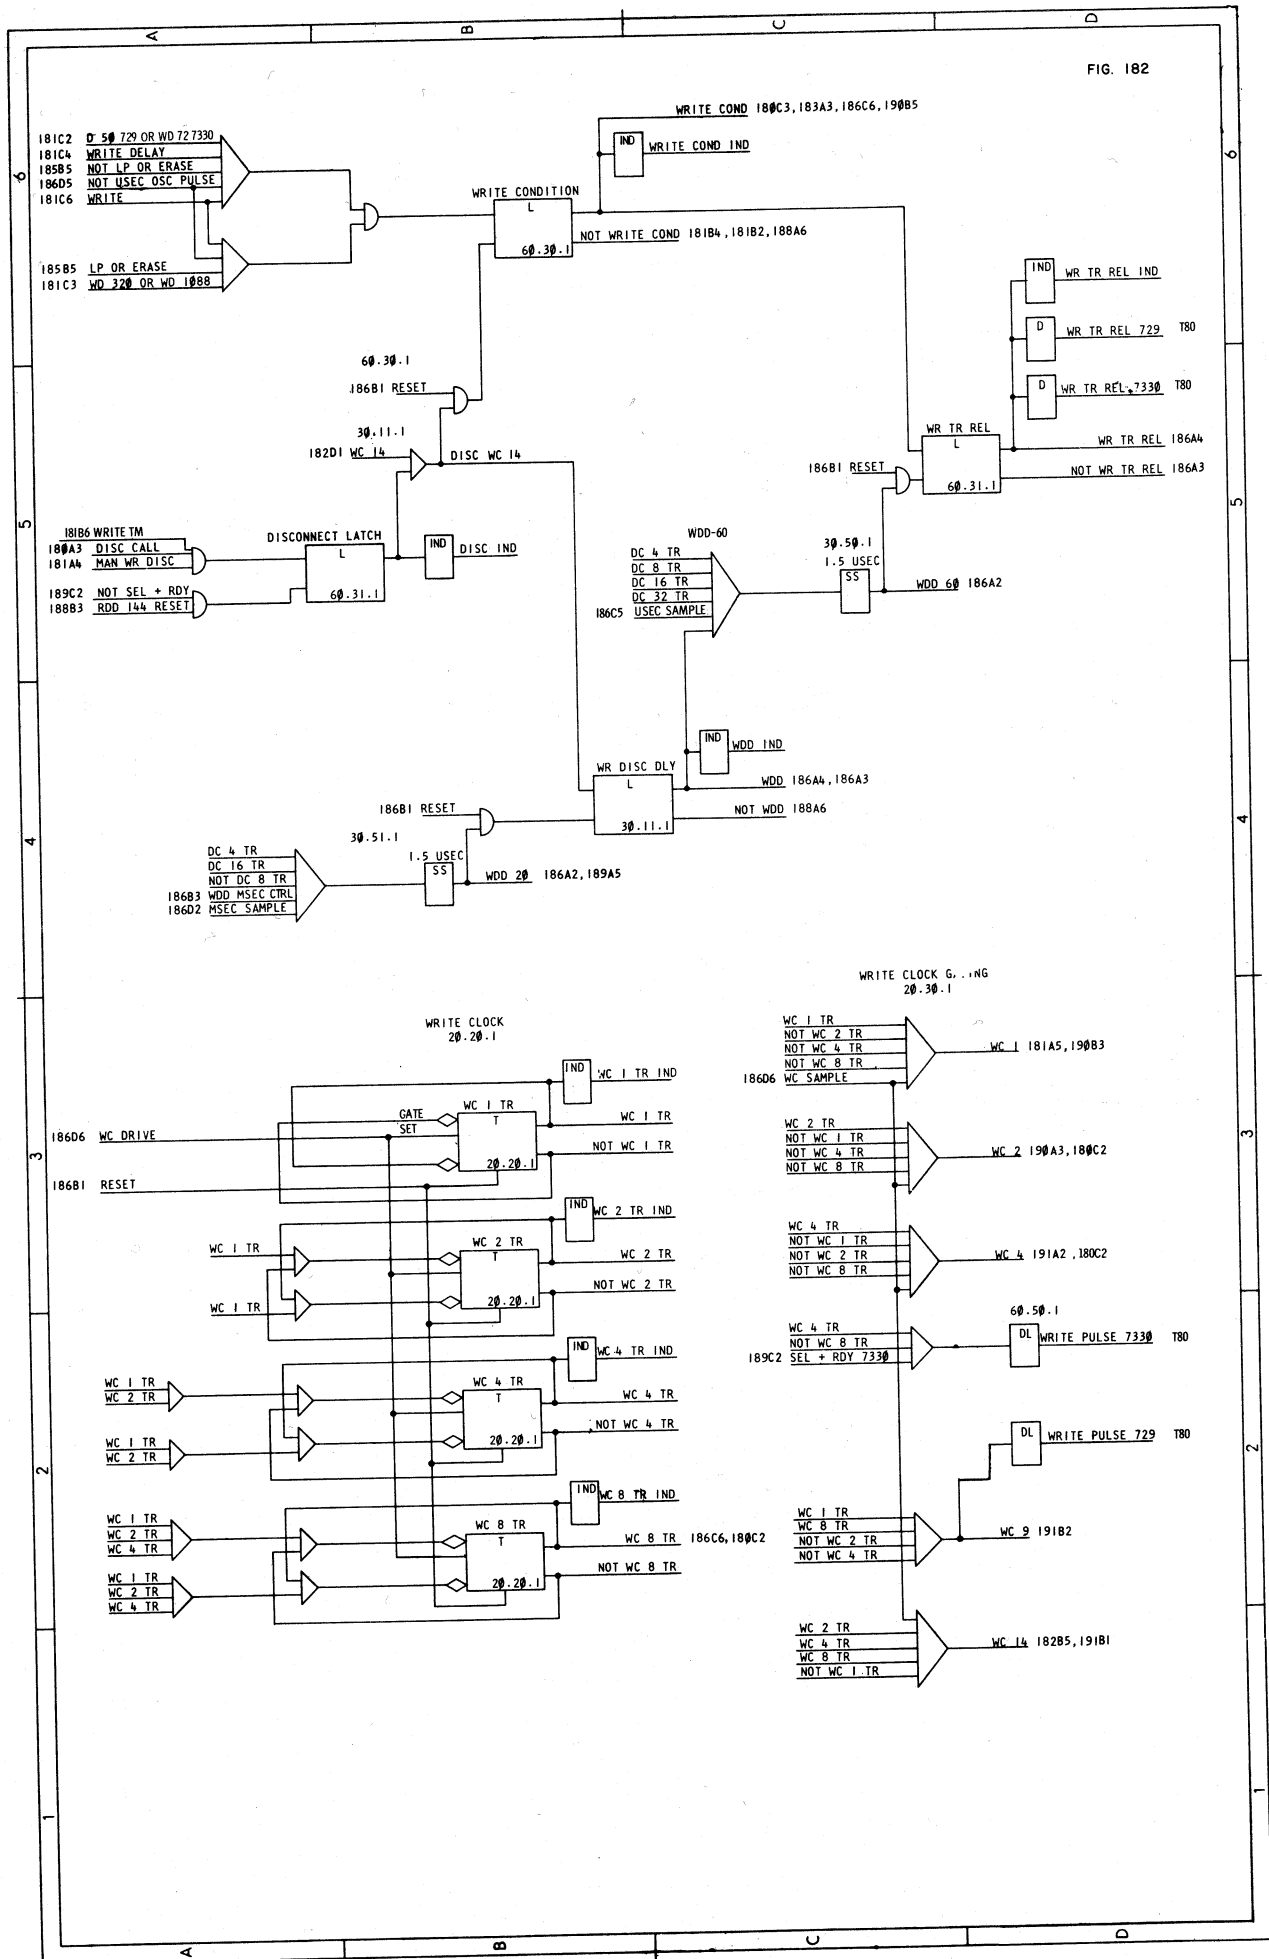 A
B
C
D
FIG. 182
WRITE COND 180C3, 183A3, 186C6, 190B5
181C2 D 50 729 OR WD 72 7330
181C4 WRITE DELAY
185B5 NOT LP OR ERASE
186D5 NOT USEC OSC PULSE
181C6 WRITE
IND
WRITE COND IND
6
6
WRITE CONDITION
L
60.30.1
NOT WRITE COND 181B4, 181B2, 188A6
185B5 LP OR ERASE
181C3 WD 320 OR WD 1088
IND
WR TR REL IND
D
WR TR REL 729 T80
D
WR TR REL 7330 T80
60.30.1
186B1 RESET
30.11.1
182D1 WC 14
DISC WC 14
WR TR REL
L
60.31.1
WR TR REL 186A4
NOT WR TR REL 186A3
186B1 RESET
5
5
181B6 WRITE TM
180A3 DISC CALL
181A4 MAN WR DISC
DISCONNECT LATCH
L
60.31.1
IND
DISC IND
189C2 NOT SEL + RDY
188B3 RDD 144 RESET
WDD-60
DC 4 TR
DC 8 TR
DC 16 TR
DC 32 TR
186C5 USEC SAMPLE
30.50.1
1.5 USEC
SS
WDD 60 186A2
IND
WDD IND
WR DISC DLY
L
30.11.1
WDD 186A4, 186A3
NOT WDD 188A6
186B1 RESET
4
4
30.51.1
1.5 USEC
SS
WDD 20 186A2, 189A5
DC 4 TR
DC 16 TR
NOT DC 8 TR
186B3 WDD MSEC CTRL
186D2 MSEC SAMPLE
WRITE CLOCK
20.20.1
WRITE CLOCK
20.30.1
WC 1 TR
NOT WC 2 TR
NOT WC 4 TR
NOT WC 8 TR
186D6 WC SAMPLE
WC 1 181A5, 190B3
IND
WC 1 TR IND
WC 1 TR
T
20.20.1
GATE
SET
WC 1 TR
NOT WC 1 TR
186D6 WC DRIVE
186B1 RESET
3
3
WC 2 TR
NOT WC 1 TR
NOT WC 4 TR
NOT WC 8 TR
WC 2 190A3, 180C2
IND
WC 2 TR IND
WC 1 TR
WC 1 TR
WC 2 TR
T
20.20.1
WC 2 TR
NOT WC 2 TR
WC 4 TR
NOT WC 1 TR
NOT WC 2 TR
NOT WC 8 TR
WC 4 191A2, 180C2
IND
WC 4 TR IND
WC 1 TR
WC 2 TR
WC 1 TR
WC 2 TR
WC 4 TR
T
20.20.1
WC 4 TR
NOT WC 4 TR
WC 4 TR
NOT WC 8 TR
189C2 SEL + RDY 7330
60.50.1
DL
WRITE PULSE 7330 T80
DL
WRITE PULSE 729 T80
2
2
IND
WC 8 TR IND
WC 1 TR
WC 2 TR
WC 4 TR
WC 1 TR
WC 2 TR
WC 4 TR
WC 8 TR
T
20.20.1
WC 8 TR 186C6, 180C2
NOT WC 8 TR
WC 1 TR
WC 8 TR
NOT WC 2 TR
NOT WC 4 TR
WC 9 191B2
WC 2 TR
WC 4 TR
WC 8 TR
NOT WC 1 TR
WC 14 182B5, 191B1
1
1
A
B
C
D